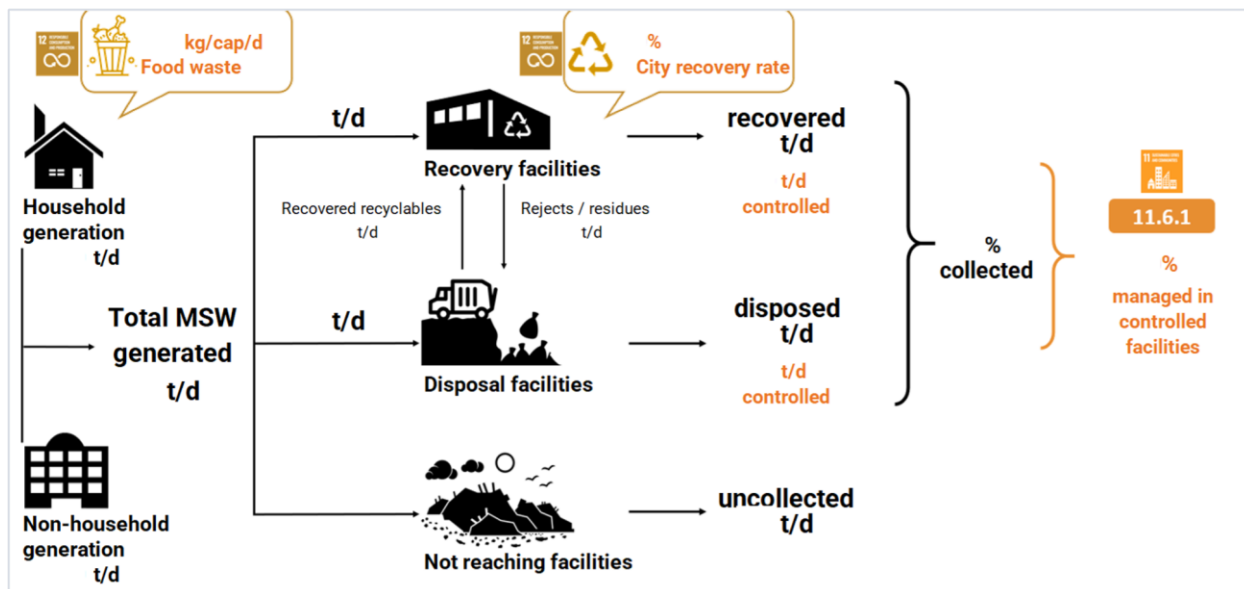 kg/cap/d
Food waste
%
City recovery rate
t/d
Recovery facilities
recovered
t/d
t/d
controlled
Household
generation
t/d
Recovered recyclables
t/d
Rejects / residues
t/d
11.6.1
%
collected
%
managed in
controlled
facilities
Total MSW
generated
t/d
t/d
Disposal facilities
disposed
t/d
t/d
controlled
Non-household
generation
t/d
Not reaching facilities
uncollected
t/d